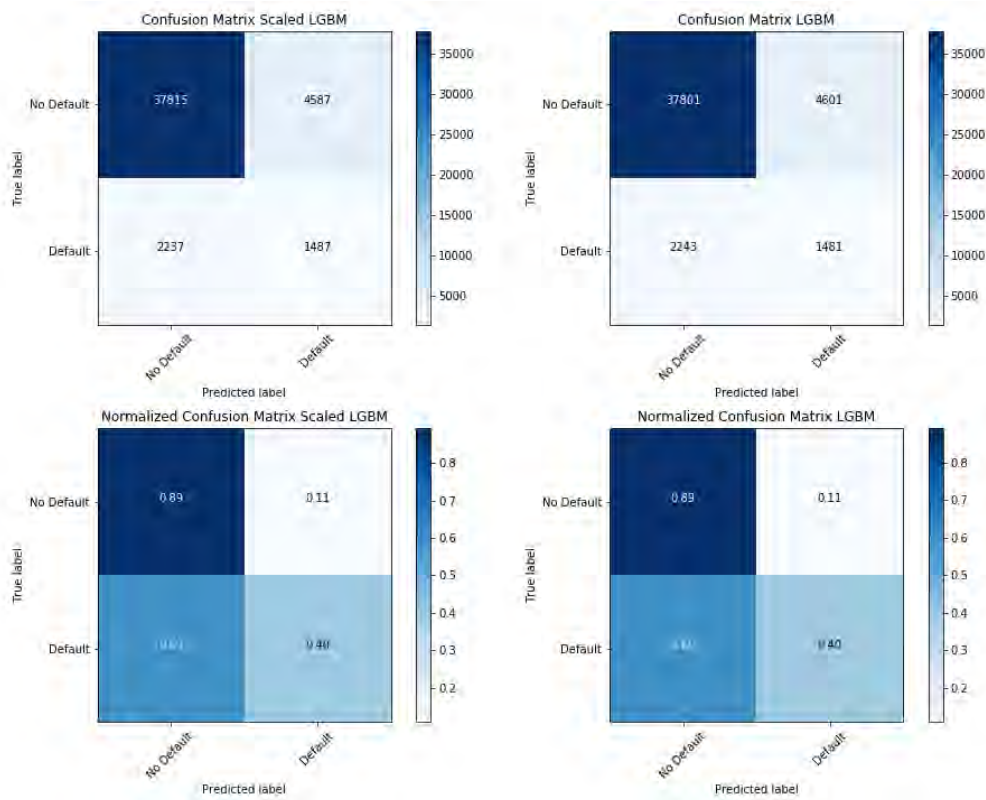 Confusion Matrix Scaled LGBM
No Default
37815
4587
True label
Default
2237
1487
No Default
Default
Predicted label
35000
30000
25000
20000
15000
10000
5000
Confusion Matrix LGBM
No Default
37801
4601
True label
Default
2243
1481
No Default
Default
Predicted label
35000
30000
25000
20000
15000
10000
5000
Normalized Confusion Matrix Scaled LGBM
No Default
0.89
0.11
True label
Default
0.40
No Default
Default
Predicted label
0.8
0.7
0.6
0.5
0.4
0.3
0.2
Normalized Confusion Matrix LGBM
No Default
0.89
0.11
True label
Default
0.40
No Default
Default
Predicted label
0.8
0.7
0.6
0.5
0.4
0.3
0.2